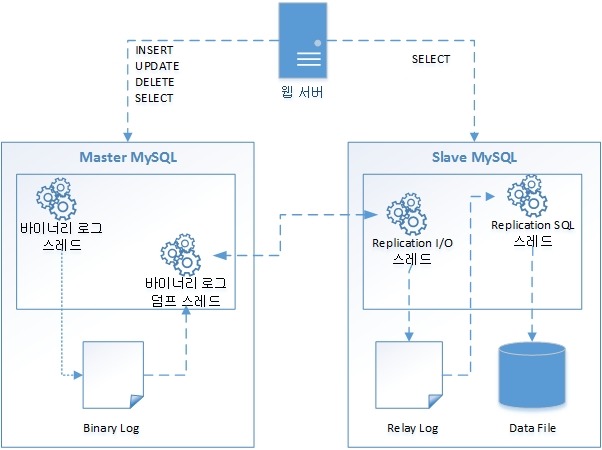 INSERT
UPDATE
DELETE
SELECT
SELECT
웹 서버
Master MySQL
Slave MySQL
바이너리 로그
스레드
바이너리 로그
덤프 스레드
Replication I/O
스레드
Replication SQL
스레드
Binary Log
Relay Log
Data File